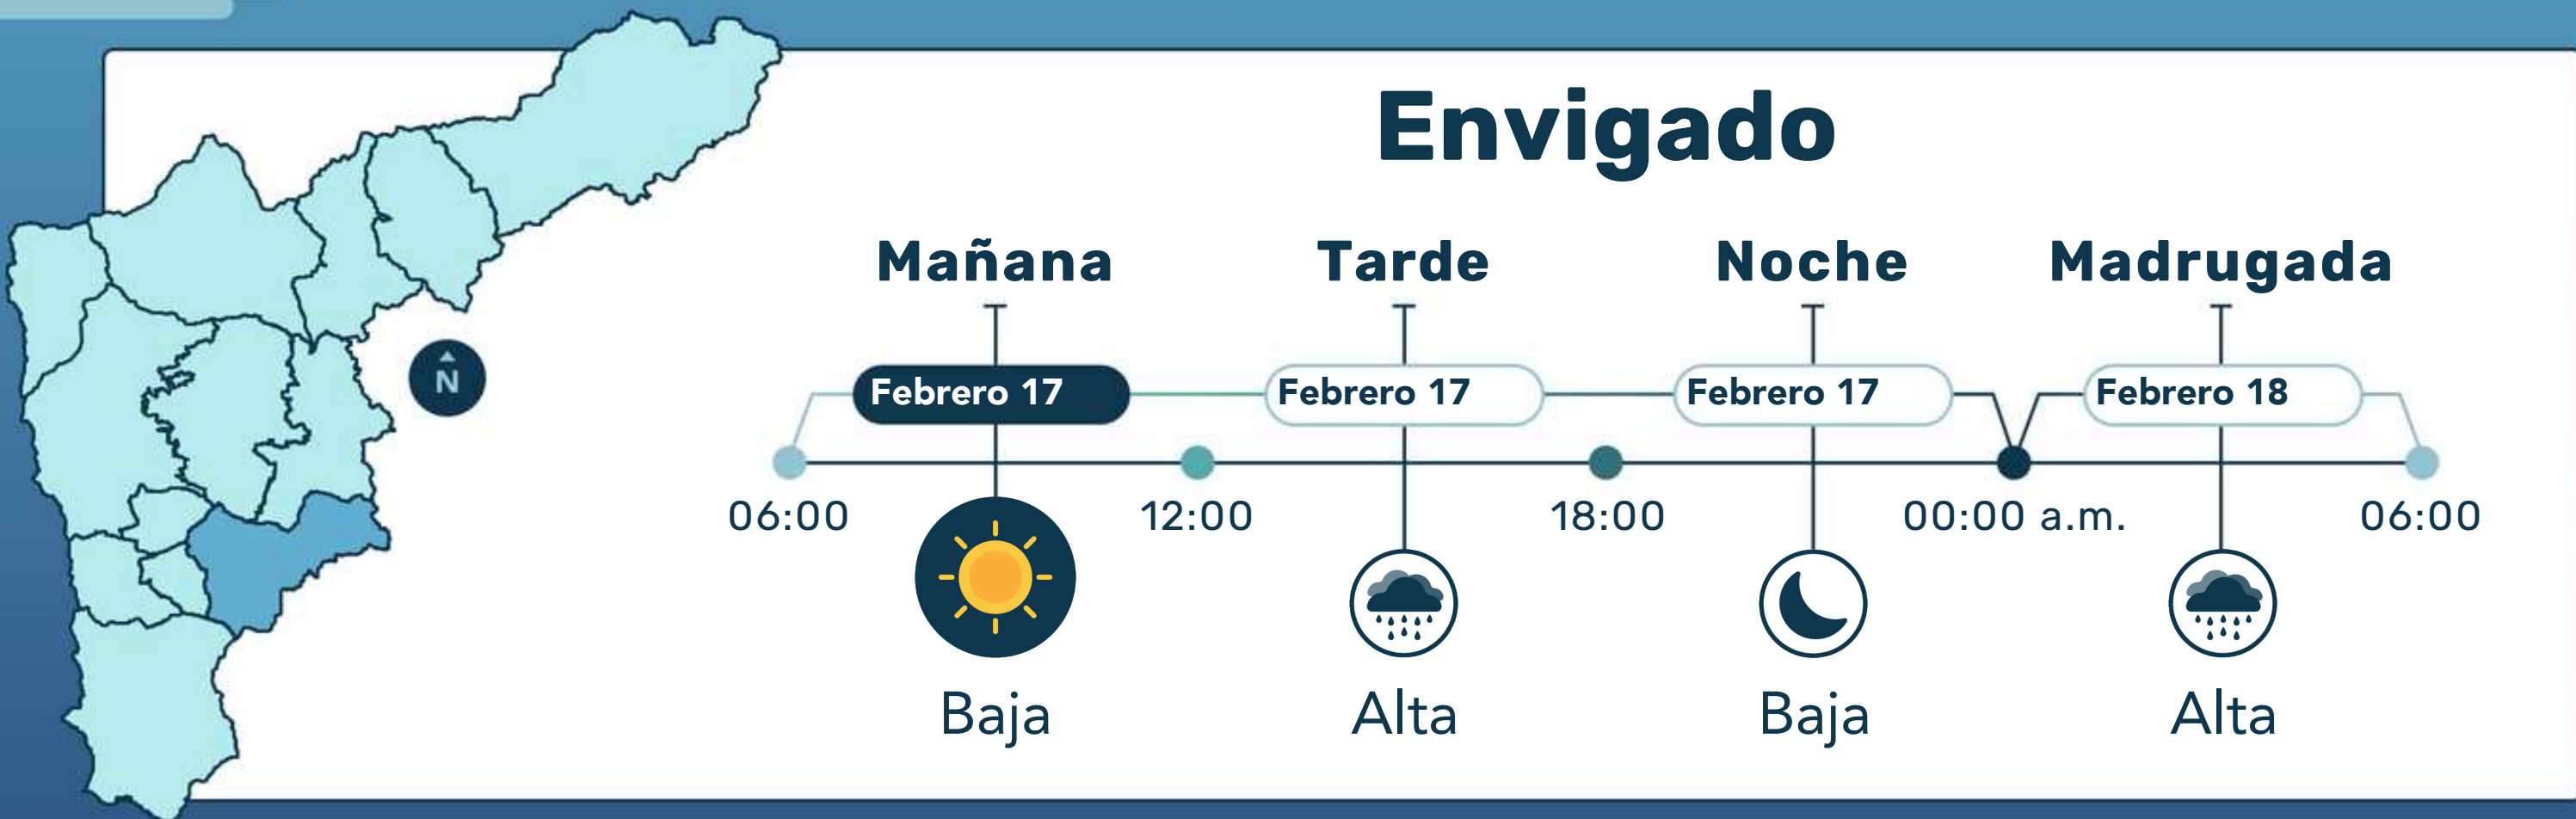 Envigado
Mañana Tarde Noche Madrugada
N
Febrero 17 Febrero 17 Febrero 17 Febrero 18
06:00 12:00 18:00 00:00 a.m. 06:00
Baja Alta Baja Alta